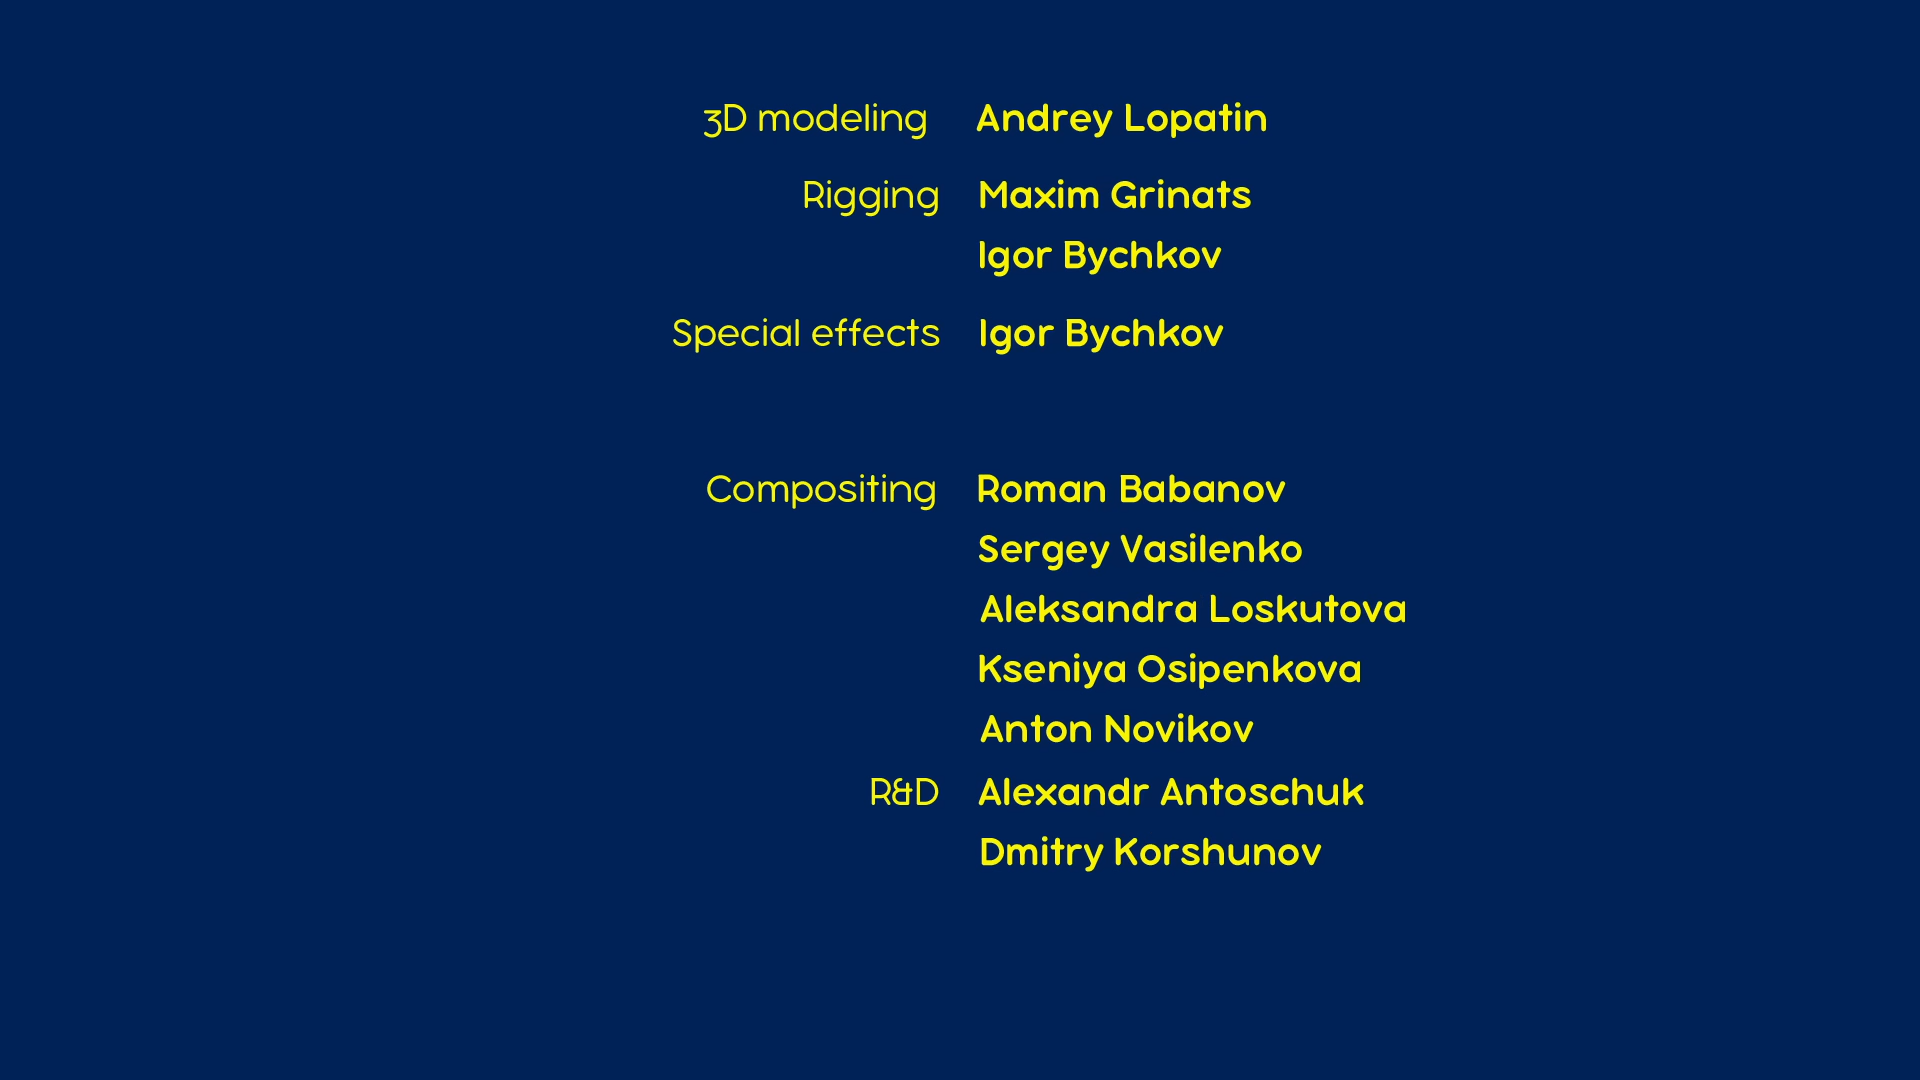 3D modeling Andrey Lopatin
Rigging Maxim Grinats
Igor Bychkov
Special effects Igor Bychkov
Compositing Roman Babanov
Sergey Vasilenko
Aleksandra Loskutova
Kseniya Osipenkova
Anton Novikov
R&D Alexandr Antoschuk
Dmitry Korshunov